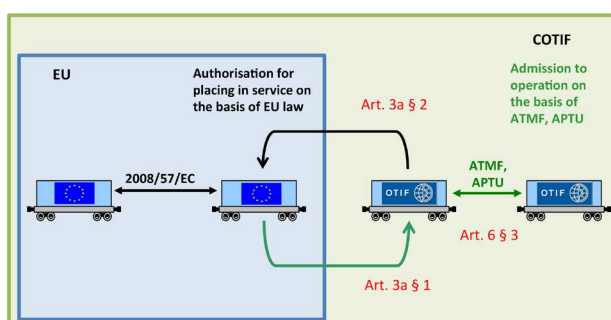 COTIF
EU
Authorisation for
placing in service on
the basis of EU law
Art. 3a § 2
Admission to
operation on
the basis of
ATMF, APTU
2008/57/EC
ATMF,
APTU
OTIF
OTIF
Art. 6 § 3
Art. 3a § 1